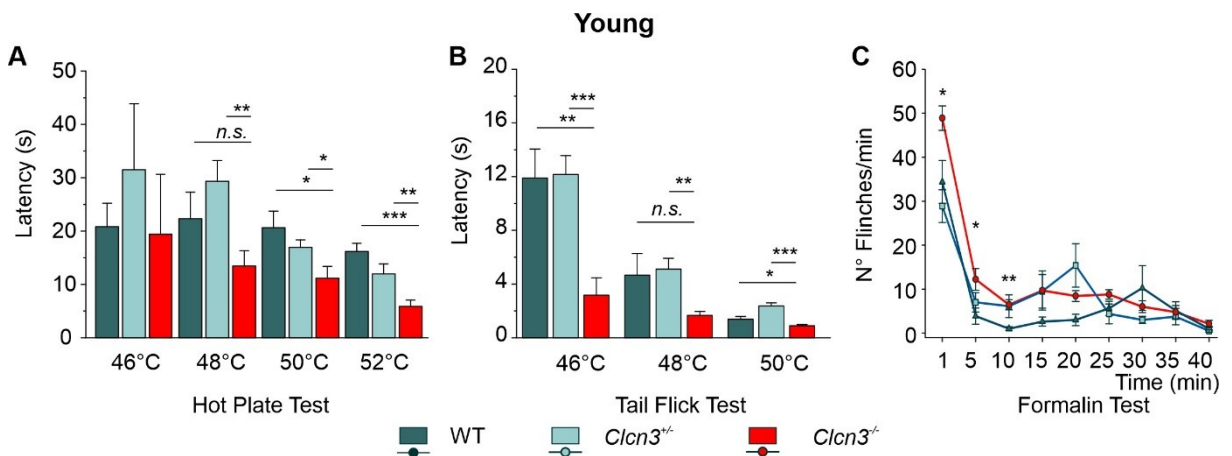 Young
A
Latency (s)
50
40
30
20
10
0
**
n.s.
*
*
**
***
46°C 48°C 50°C 52°C
Hot Plate Test
B
Latency (s)
20
16
12
8
4
0
***
**
**
n.s.
***
*
46°C 48°C 50°C
Tail Flick Test
C
N° Flinches/min
60
50
40
30
20
10
0
*
*
**
1 5 10 15 20 25 30 35 40
Time (min)
Formalin Test
WT Clcn3+/- Clcn3-/-